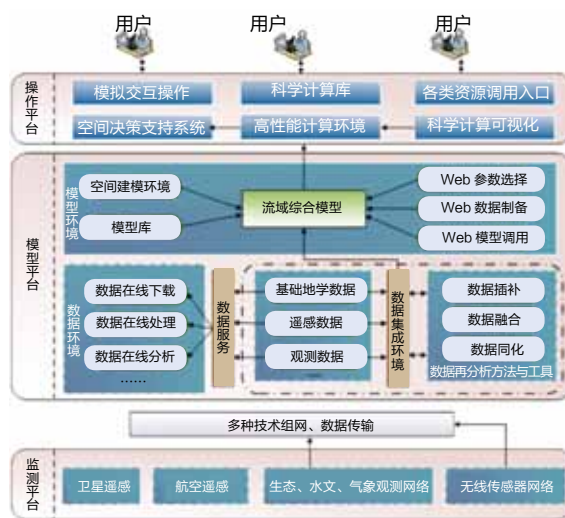 用户
用户
用户
操作平台
模拟交互操作
科学计算库
各类资源调用入口
空间决策支持系统
高性能计算环境
科学计算可视化
模型平台
模型环境
空间建模环境
模型库
流域综合模型
Web 参数选择
Web 数据制备
Web 模型调用
数据环境
数据在线下载
数据在线处理
数据在线分析
……
数据服务
基础地学数据
遥感数据
观测数据
……
数据集成环境
数据插补
数据融合
数据同化
数据再分析方法与工具
多种技术组网、数据传输
监测平台
卫星遥感
航空遥感
生态、水文、气象观测网络
无线传感器网络